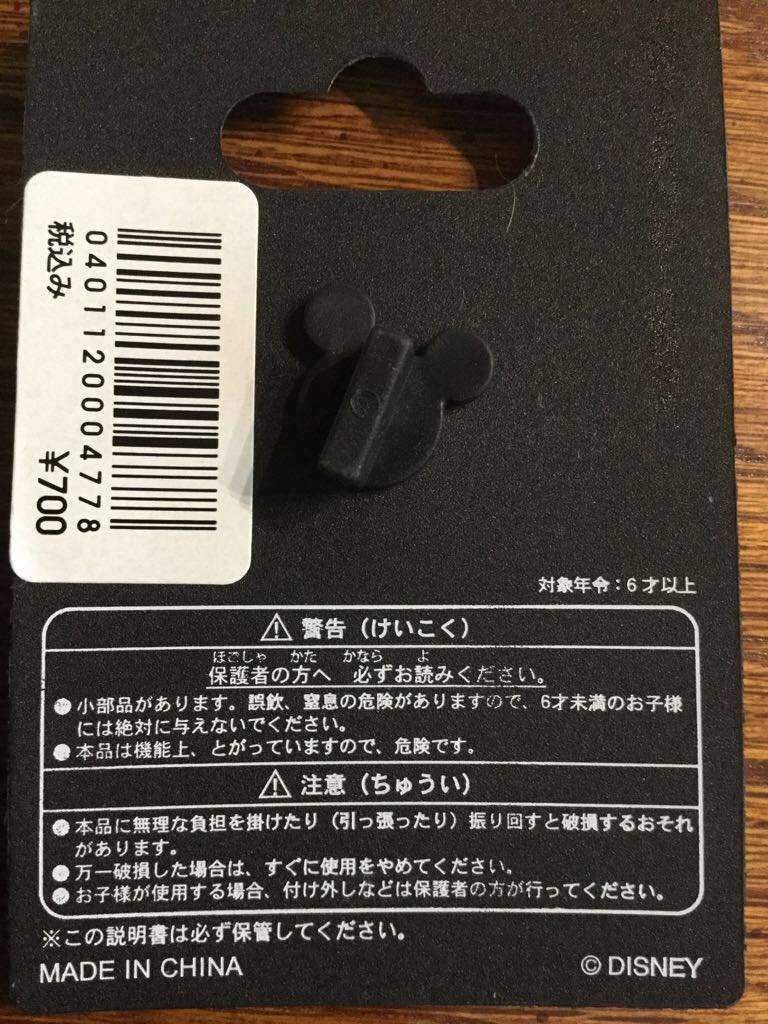 税込み
0401120004778
¥700
対象年令：6才以上
⚠警告（けいこく）
ほごしゃ かた かなら よ
保護者の方へ 必ずお読みください。
●小部品があります。誤飲、窒息の危険がありますので、6才未満のお子様
には絶対に与えないでください。
●本品は機能上、とがっていますので、危険です。
⚠注意（ちゅうい）
●本品に無理な負担を掛けたり（引っ張ったり）振り回すと破損するおそれ
があります。
●万一破損した場合は、すぐに使用をやめてください。
●お子様が使用する場合、付け外しなどは保護者の方が行ってください。
※この説明書は必ず保管してください。
MADE IN CHINA
© DISNEY